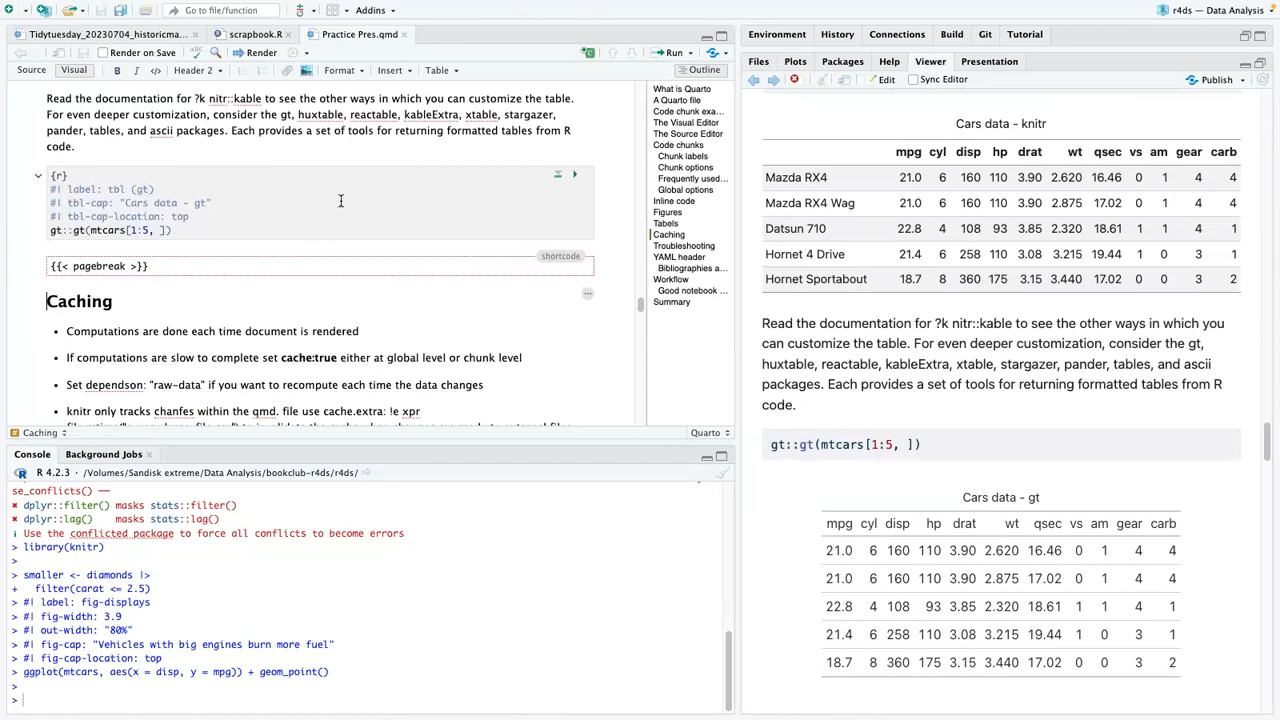 Go to file/function
Addins
r4ds — Data Analysis
Tidytuesday_20230704_historicma...
scrapbook.R
Practice Pres.qmd
Render on Save
Render
Run
Source
Visual
B
I
</>
Header 2
Format
Insert
Table
Outline
Read the documentation for ?k nitr::kable to see the other ways in which you can customize the table.
For even deeper customization, consider the gt, huxtable, reactable, kableExtra, xtable, stargazer,
pander, tables, and ascii packages. Each provides a set of tools for returning formatted tables from R
code.
{r}
#| label: tbl (gt)
#| tbl-cap: "Cars data - gt"
#| tbl-cap-location: top
gt::gt(mtcars[1:5, ])
shortcode
{{< pagebreak >}}
Caching
• Computations are done each time document is rendered
• If computations are slow to complete set cache:true either at global level or chunk level
• Set dependson: "raw-data" if you want to recompute each time the data changes
• knitr only tracks chanfes within the qmd. file use cache.extra: !e xpr
What is Quarto
A Quarto file
Code chunk exa...
The Visual Editor
The Source Editor
Code chunks
Chunk labels
Chunk options
Frequently used...
Global options
Inline code
Figures
Tabels
Caching
Troubleshooting
YAML header
Bibliographies a...
Workflow
Good notebook ...
Summary
Caching
Quarto
Console
Background Jobs
R 4.2.3 · /Volumes/Sandisk extreme/Data Analysis/bookclub-r4ds/r4ds/
se_conflicts() —
✖ dplyr::filter() masks stats::filter()
✖ dplyr::lag() masks stats::lag()
ℹ Use the conflicted package to force all conflicts to become errors
> library(knitr)
>
> smaller <- diamonds |>
+ filter(carat <= 2.5)
> #| label: fig-displays
> #| fig-width: 3.9
> #| out-width: "80%"
> #| fig-cap: "Vehicles with big engines burn more fuel"
> #| fig-cap-location: top
> ggplot(mtcars, aes(x = disp, y = mpg)) + geom_point()
>
>
Environment
History
Connections
Build
Git
Tutorial
Files
Plots
Packages
Help
Viewer
Presentation
Edit
Sync Editor
Publish
Cars data - knitr
mpg cyl disp hp drat wt qsec vs am gear carb
Mazda RX4 21.0 6 160 110 3.90 2.620 16.46 0 1 4 4
Mazda RX4 Wag 21.0 6 160 110 3.90 2.875 17.02 0 1 4 4
Datsun 710 22.8 4 108 93 3.85 2.320 18.61 1 1 4 1
Hornet 4 Drive 21.4 6 258 110 3.08 3.215 19.44 1 0 3 1
Hornet Sportabout 18.7 8 360 175 3.15 3.440 17.02 0 0 3 2
Read the documentation for ?k nitr::kable to see the other ways in which you
can customize the table. For even deeper customization, consider the gt,
huxtable, reactable, kableExtra, xtable, stargazer, pander, tables, and ascii
packages. Each provides a set of tools for returning formatted tables from R
code.
gt::gt(mtcars[1:5, ])
Cars data - gt
mpg cyl disp hp drat wt qsec vs am gear carb
21.0 6 160 110 3.90 2.620 16.46 0 1 4 4
21.0 6 160 110 3.90 2.875 17.02 0 1 4 4
22.8 4 108 93 3.85 2.320 18.61 1 1 4 1
21.4 6 258 110 3.08 3.215 19.44 1 0 3 1
18.7 8 360 175 3.15 3.440 17.02 0 0 3 2